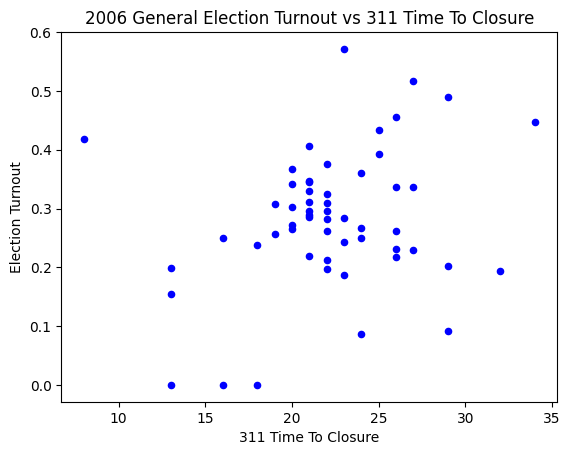 2006 General Election Turnout vs 311 Time To Closure
0.6
0.5
0.4
0.3
0.2
0.1
0.0
Election Turnout
10 15 20 25 30 35
311 Time To Closure